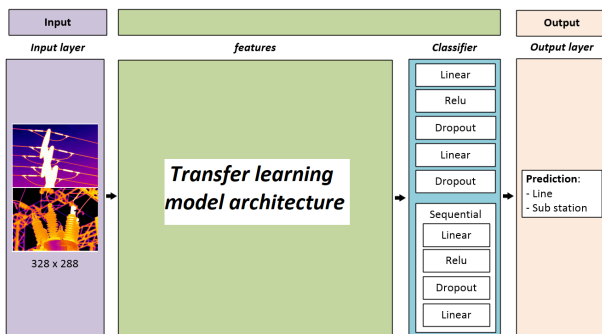 Input
Output
Input layer
features
Classifier
Output layer
Linear
Relu
Dropout
Linear
Dropout
Sequential
Linear
Relu
Dropout
Linear
Transfer learning
model architecture
Prediction:
- Line
- Sub station
328 x 288